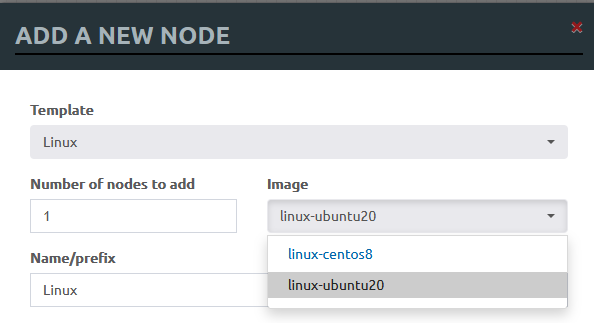 ADD A NEW NODE
Template
Linux
Number of nodes to add
Image
1
linux-ubuntu20
linux-centos8
linux-ubuntu20
Name/prefix
Linux